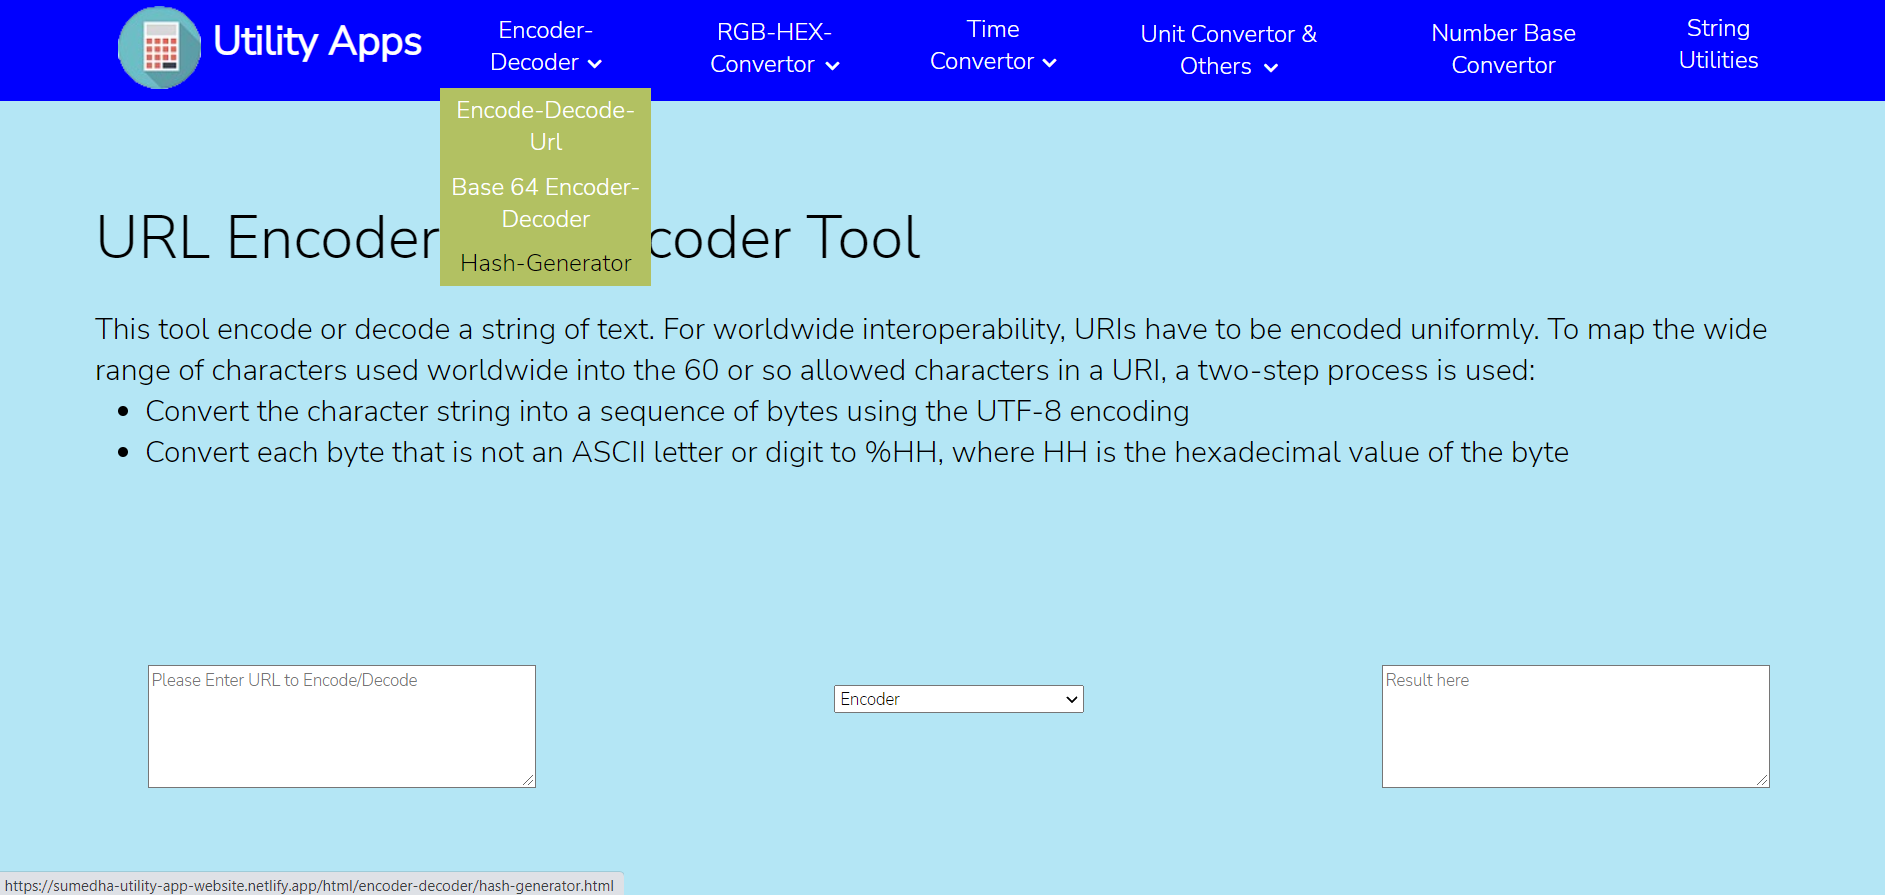 Utility Apps
Encoder-
Decoder
RGB-HEX-
Convertor
Time
Convertor
Unit Convertor &
Others
Number Base
Convertor
String
Utilities
Encode-Decode-
Url
Base 64 Encoder-
Decoder
Hash-Generator
URL Encoder coder Tool
This tool encode or decode a string of text. For worldwide interoperability, URIs have to be encoded uniformly. To map the wide
range of characters used worldwide into the 60 or so allowed characters in a URI, a two-step process is used:
Convert the character string into a sequence of bytes using the UTF-8 encoding
Convert each byte that is not an ASCII letter or digit to %HH, where HH is the hexadecimal value of the byte
Please Enter URL to Encode/Decode
Encoder
Result here
https://sumedha-utility-app-website.netlify.app/html/encoder-decoder/hash-generator.html